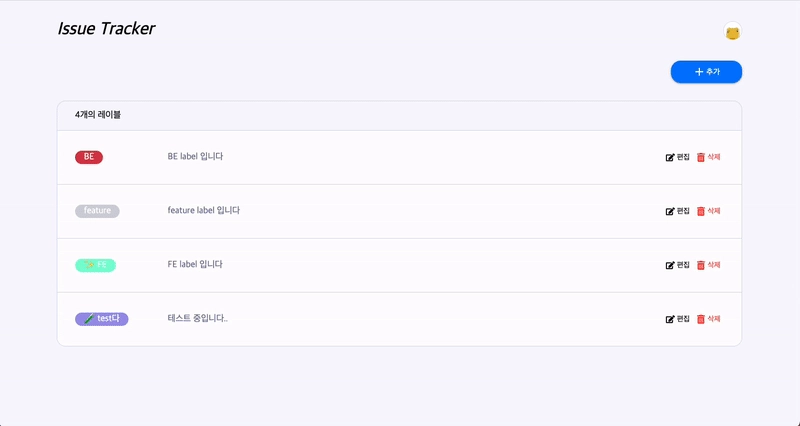 Issue Tracker
추가
4개의 레이블
BE BE label 입니다 편집 삭제
feature feature label 입니다 편집 삭제
FE FE label 입니다 편집 삭제
test다 테스트 중입니다.. 편집 삭제